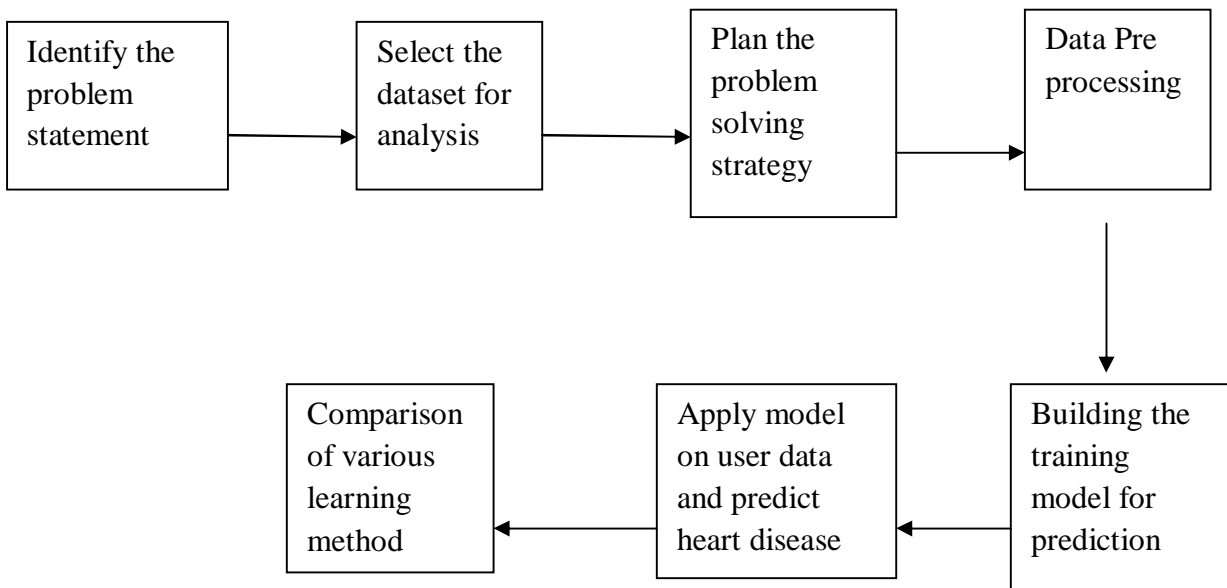 Identify the
problem
statement
Select the
dataset for
analysis
Plan the
problem
solving
strategy
Data Pre
processing
Building the
training
model for
prediction
Apply model
on user data
and predict
heart disease
Comparison
of various
learning
method